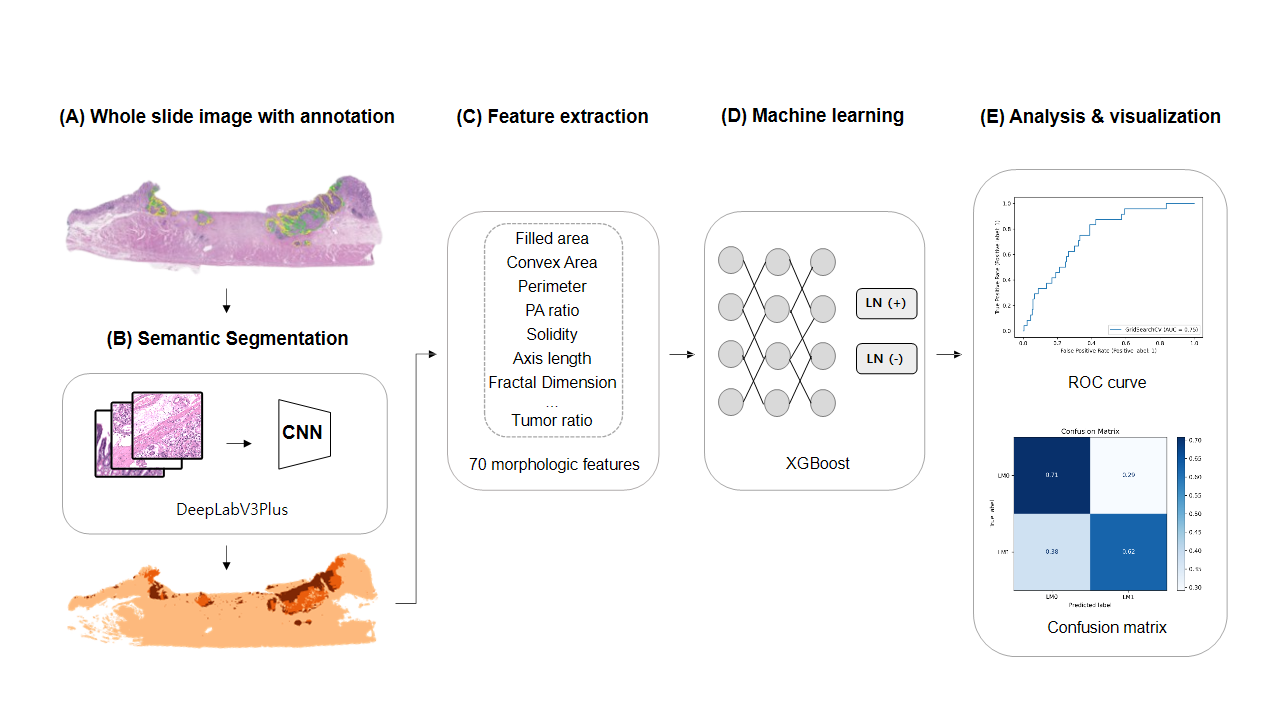 (A) Whole slide image with annotation
(B) Semantic Segmentation
CNN
DeepLabV3Plus
(C) Feature extraction
Filled area
Convex Area
Perimeter
PA ratio
Solidity
Axis length
Fractal Dimension
...
Tumor ratio
70 morphologic features
(D) Machine learning
LN (+)
LN (-)
XGBoost
(E) Analysis & visualization
True Positive Rate (Positive label: 1)
1.0
0.8
0.6
0.4
0.2
0.0
GridSearchCV (AUC = 0.75)
0.0 0.2 0.4 0.6 0.8 1.0
False Positive Rate (Positive label: 1)
ROC curve
Confusion Matrix
True label
LM0
0.71 0.29
LM1
0.38 0.62
LM0 LM1
Predicted label
0.70
0.65
0.60
0.55
0.50
0.45
0.40
0.35
0.30
Confusion matrix